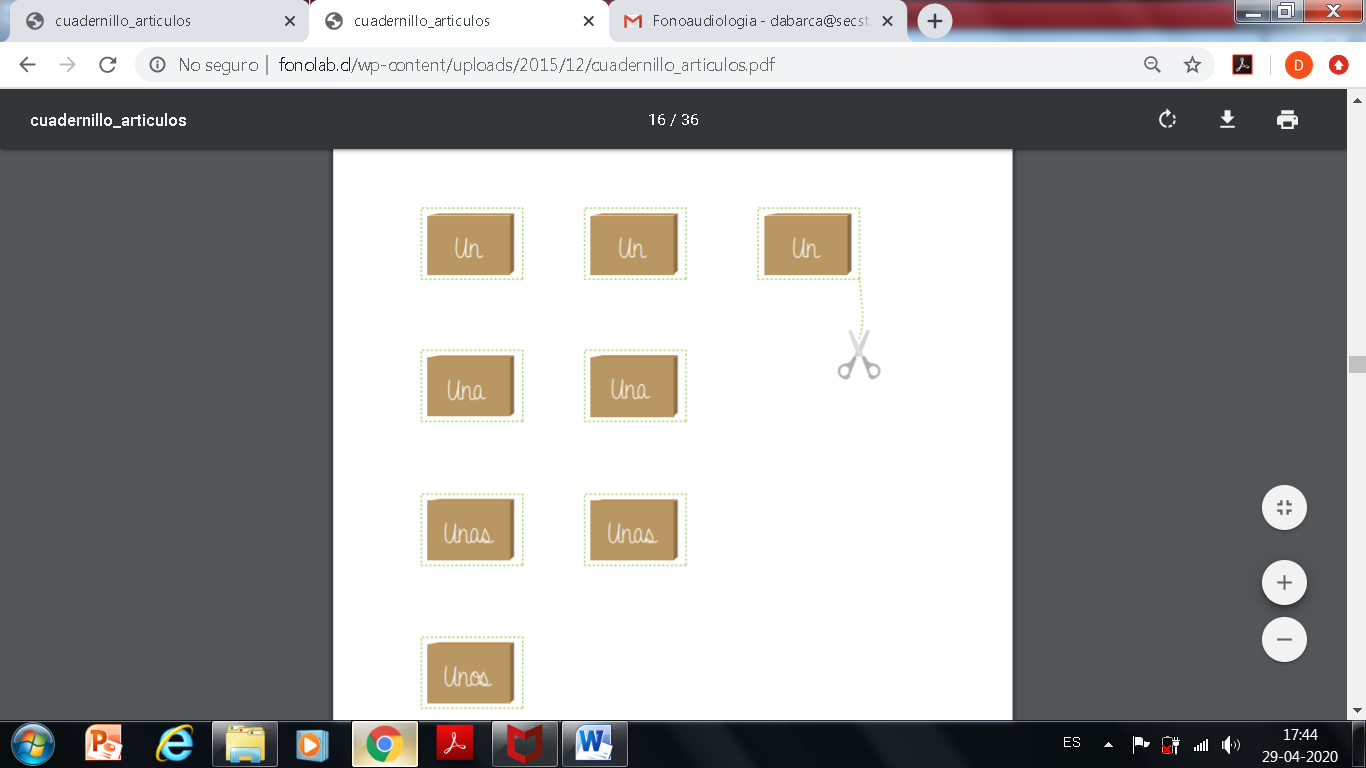 cuadernillo_articulos
cuadernillo_articulos
Fonoaudiologia - dabarca@secst
No seguro | fonolab.cl/wp-content/uploads/2015/12/cuadernillo_articulos.pdf
D
cuadernillo_articulos
16 / 36
Un Un Un
Una Una
Unas Unas
Unos
ES
17:44
29-04-2020